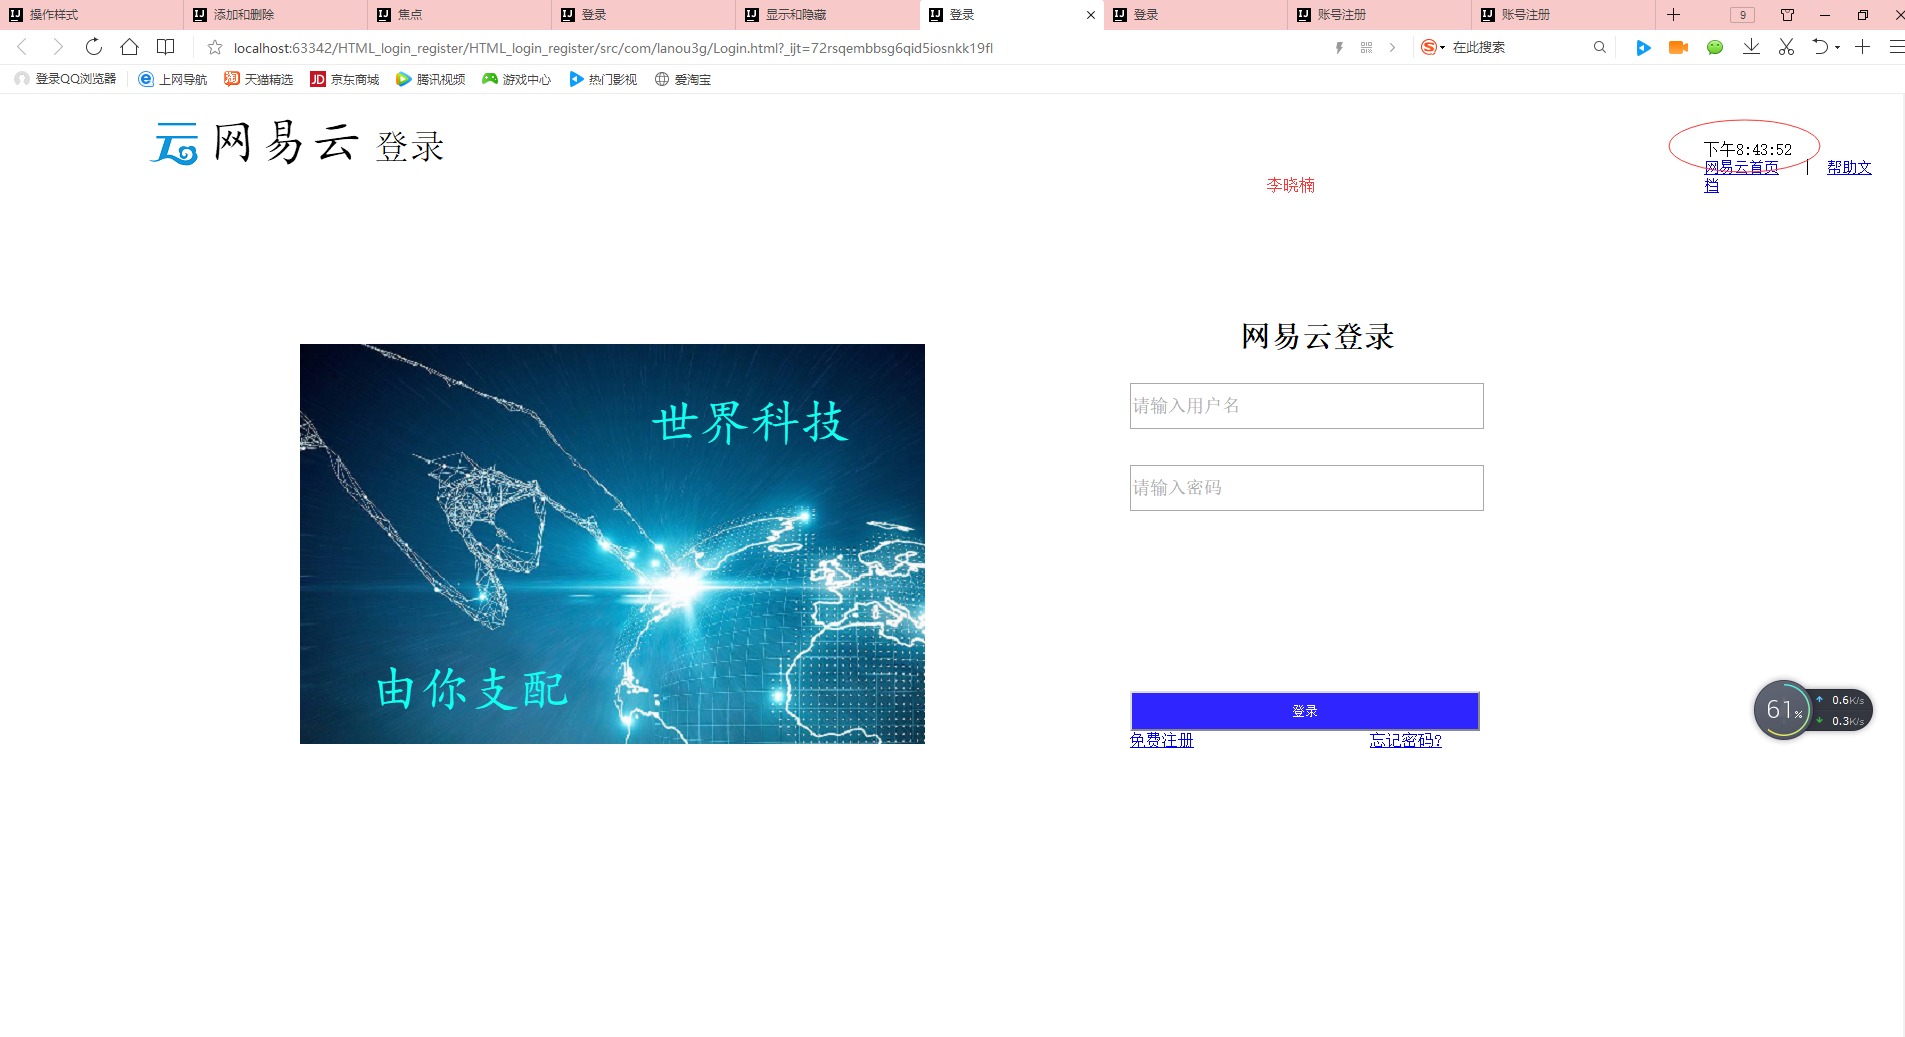 操作样式 添加和删除 焦点 登录 显示和隐藏 登录 登录 账号注册 账号注册 9
localhost:63342/HTML_login_register/HTML_login_register/src/com/lanou3g/Login.html?_ijt=72rsqembbsg6qid5iosnkk19fl 在此搜索
登录QQ浏览器 上网导航 淘 天猫精选 JD 京东商城 腾讯视频 游戏中心 热门影视 爱淘宝
云 网易云 登录
下午8:43:52
网易云首页 | 帮助文
档
李晓楠
网易云登录
世界科技
请输入用户名
请输入密码
由你支配
登录
61% 0.6K/s
0.3K/s
免费注册 忘记密码?